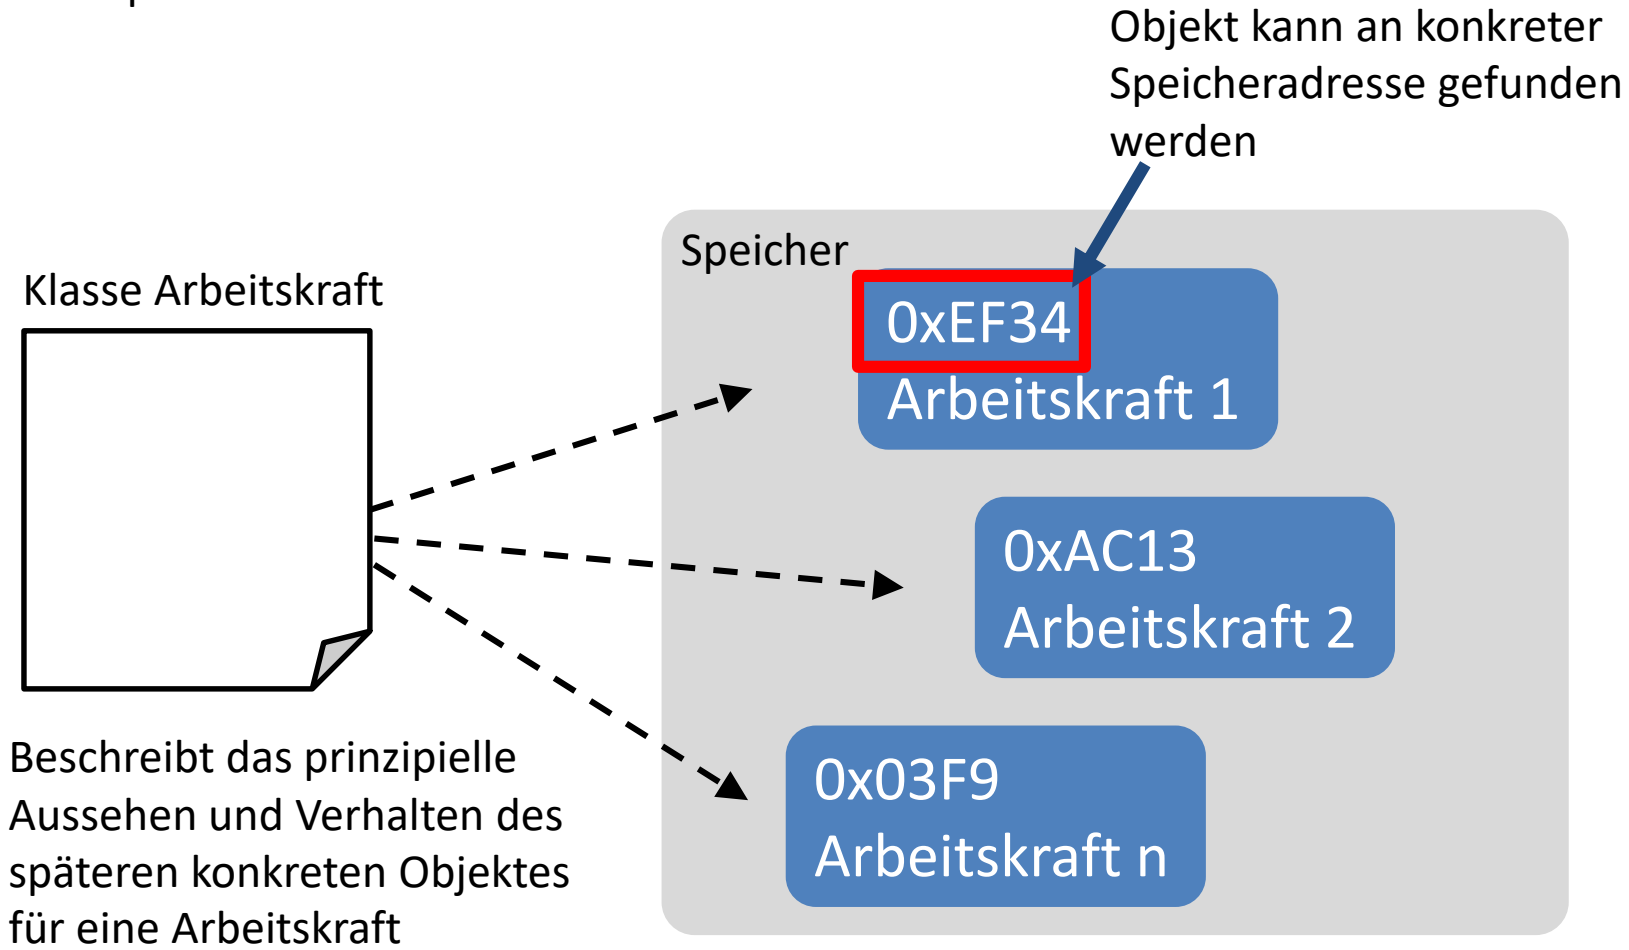 Objekt kann an konkreter
Speicheradresse gefunden
werden
Speicher
Klasse Arbeitskraft
0xEF34
Arbeitskraft 1
0xAC13
Arbeitskraft 2
0x03F9
Arbeitskraft n
Beschreibt das prinzipielle
Aussehen und Verhalten des
späteren konkreten Objektes
für eine Arbeitskraft